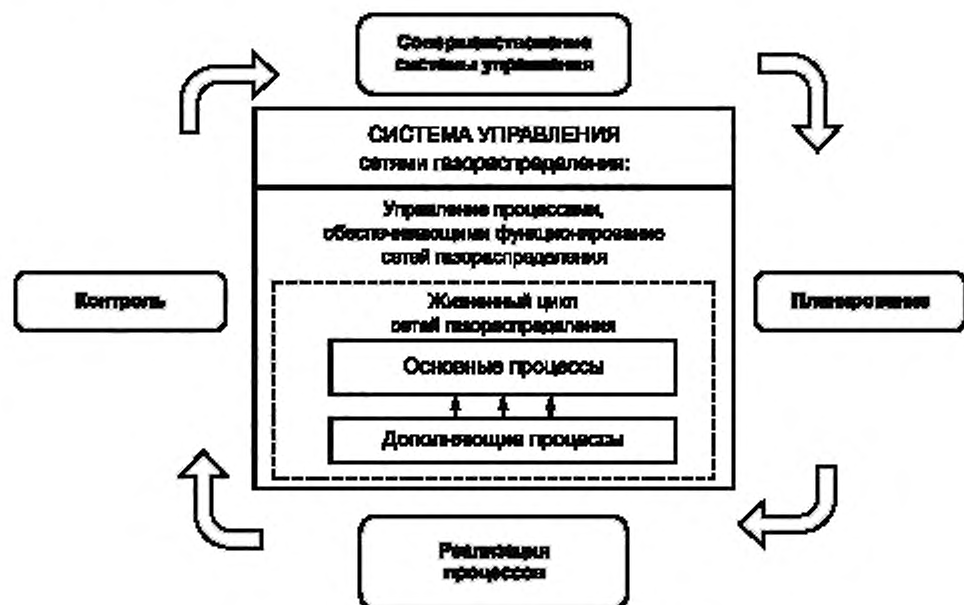 Совершенствование
системы управления
СИСТЕМА УПРАВЛЕНИЯ
сетями газораспределения:
Управление процессами,
обеспечивающими функционирование
сетей газораспределения
Контроль
Жизненный цикл
сетей газораспределения
Планирование
Основные процессы
Дополняющие процессы
Реализация
процессов